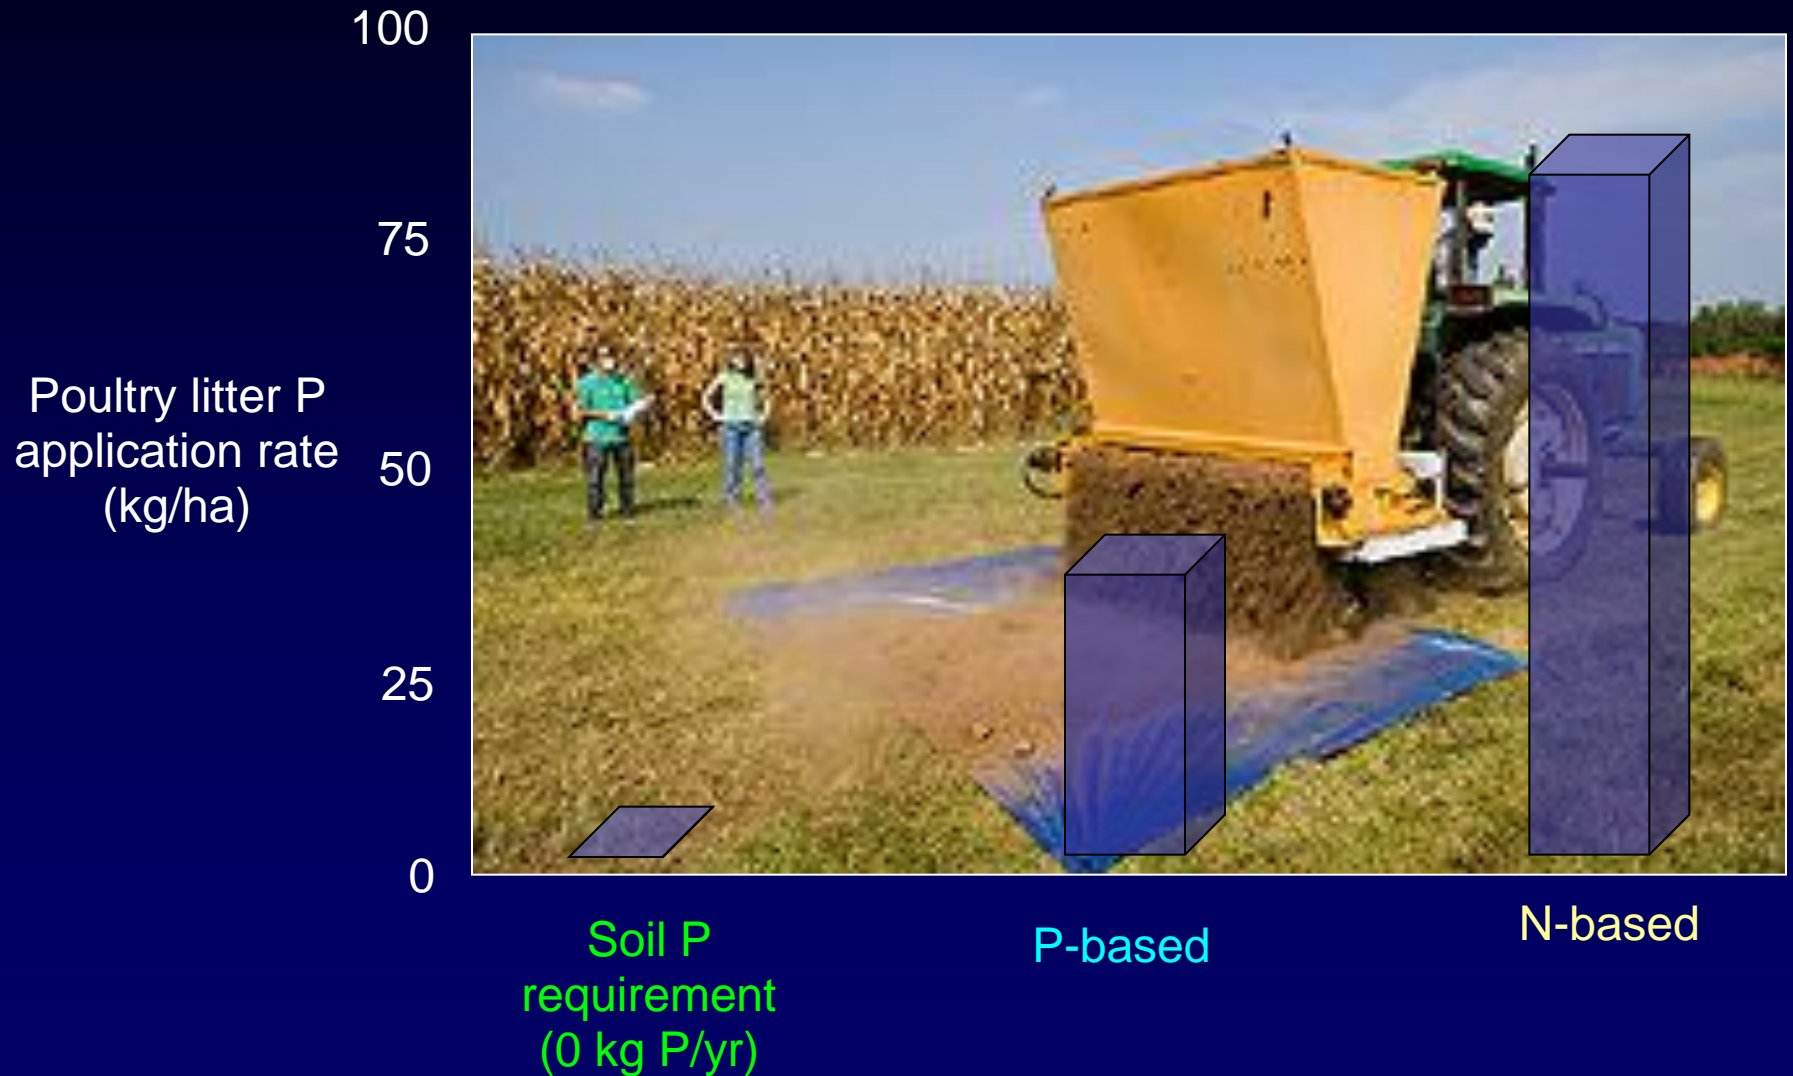 100
75
50
25
0
Poultry litter P
application rate
(kg/ha)
Soil P
requirement
(0 kg P/yr)
P-based
N-based